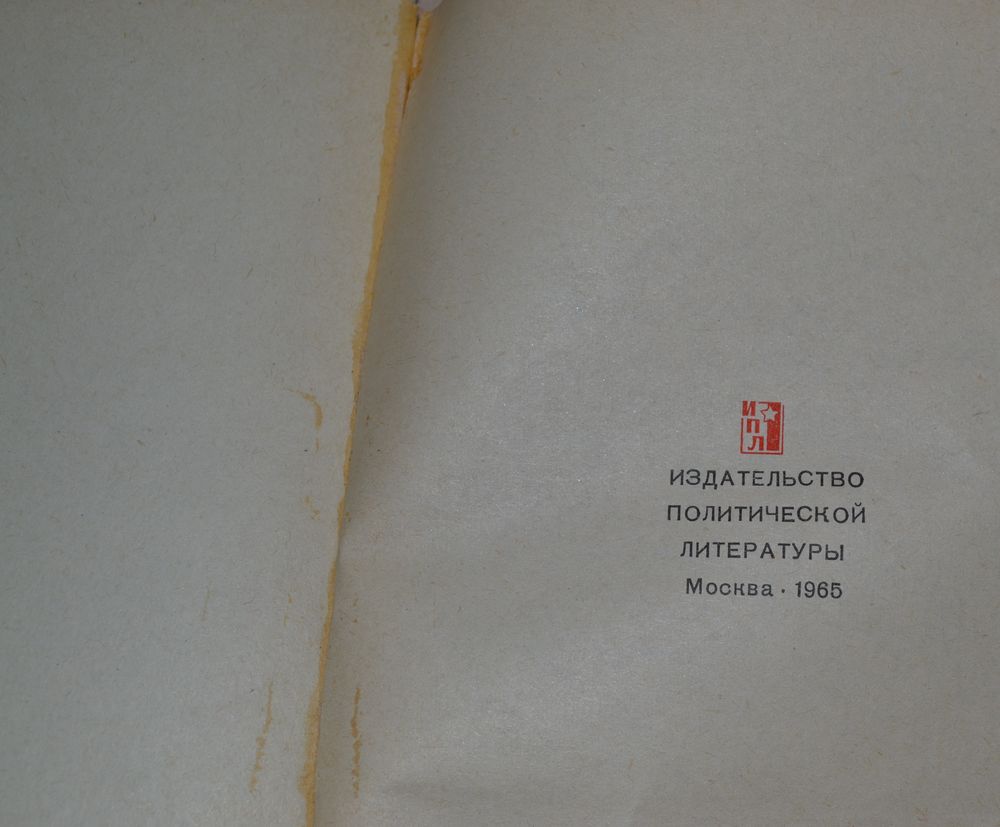 ИПЛ
ИЗДАТЕЛЬСТВО
ПОЛИТИЧЕСКОЙ
ЛИТЕРАТУРЫ
Москва · 1965